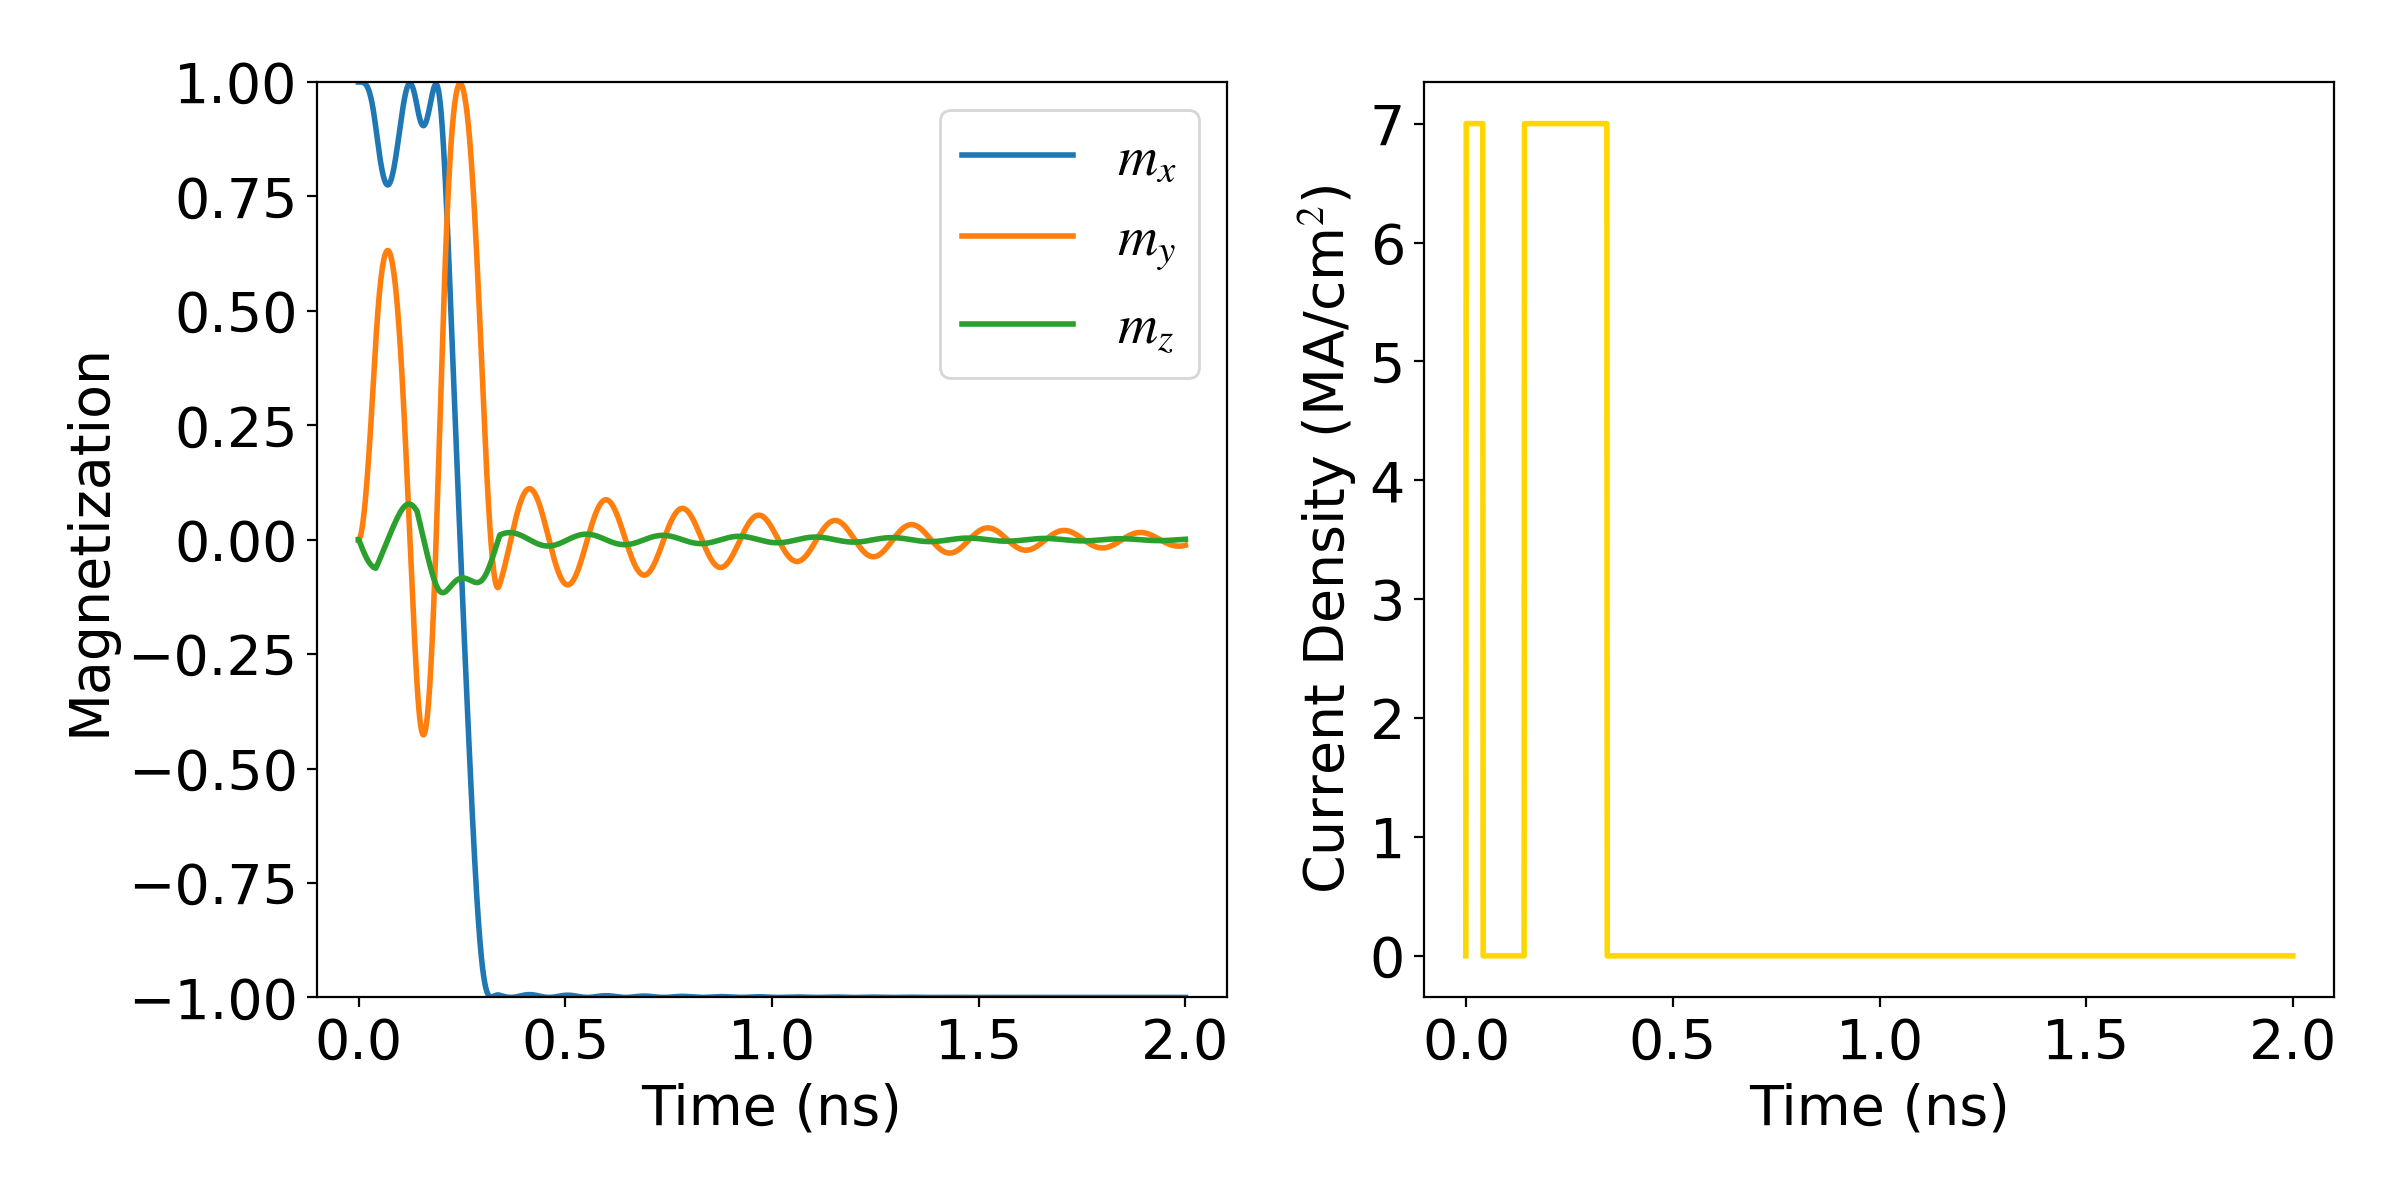 Magnetization
1.00
0.75
0.50
0.25
0.00
−0.25
−0.50
−0.75
−1.00
0.0 0.5 1.0 1.5 2.0
Time (ns)
m_x
m_y
m_z
Current Density (MA/cm²)
7
6
5
4
3
2
1
0
0.0 0.5 1.0 1.5 2.0
Time (ns)